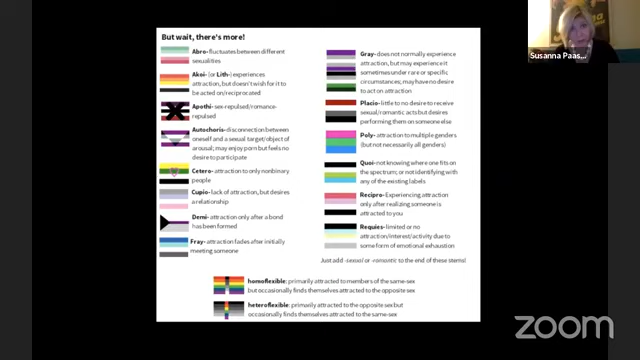 But wait, there's more!
Abro- fluctuates between different
sexualities
Akoi- [or Lith-] experiences
attraction, but doesn't wish for it to
be acted on/reciprocated
Apothi- sex-repulsed/romance-
repulsed
Autochoris- disconnection between
oneself and a sexual target/object of
arousal; may enjoy porn but feels no
desire to participate
Cetero- attraction to only nonbinary
people
Cupio- lack of attraction, but desires
a relationship
Demi- attraction only after a bond
has been formed
Fray- attraction fades after initially
meeting someone
Gray- does not normally experience
attraction, but may experience it
sometimes under rare or specific
circumstances; may have no desire
to act on attraction
Placio- little to no desire to receive
sexual/romantic acts but desires
performing them on someone else
Poly- attraction to multiple genders
(but not necessarily all genders)
Quoi- not knowing where one fits on
the spectrum; or not identifying with
any of the existing labels
Recipro- Experiencing attraction
only after realizing someone is
attracted to you
Requies- limited or no
attraction/interest/activity due to
some form of emotional exhaustion
Just add -sexual or -romantic to the end of these stems!
homoflexible: primarily attracted to members of the same-sex
but occasionally finds themselves attracted to the opposite sex
heteroflexible: primarily attracted to the opposite sex but
occasionally finds themselves attracted to the same-sex
Susanna Paas...
zoom